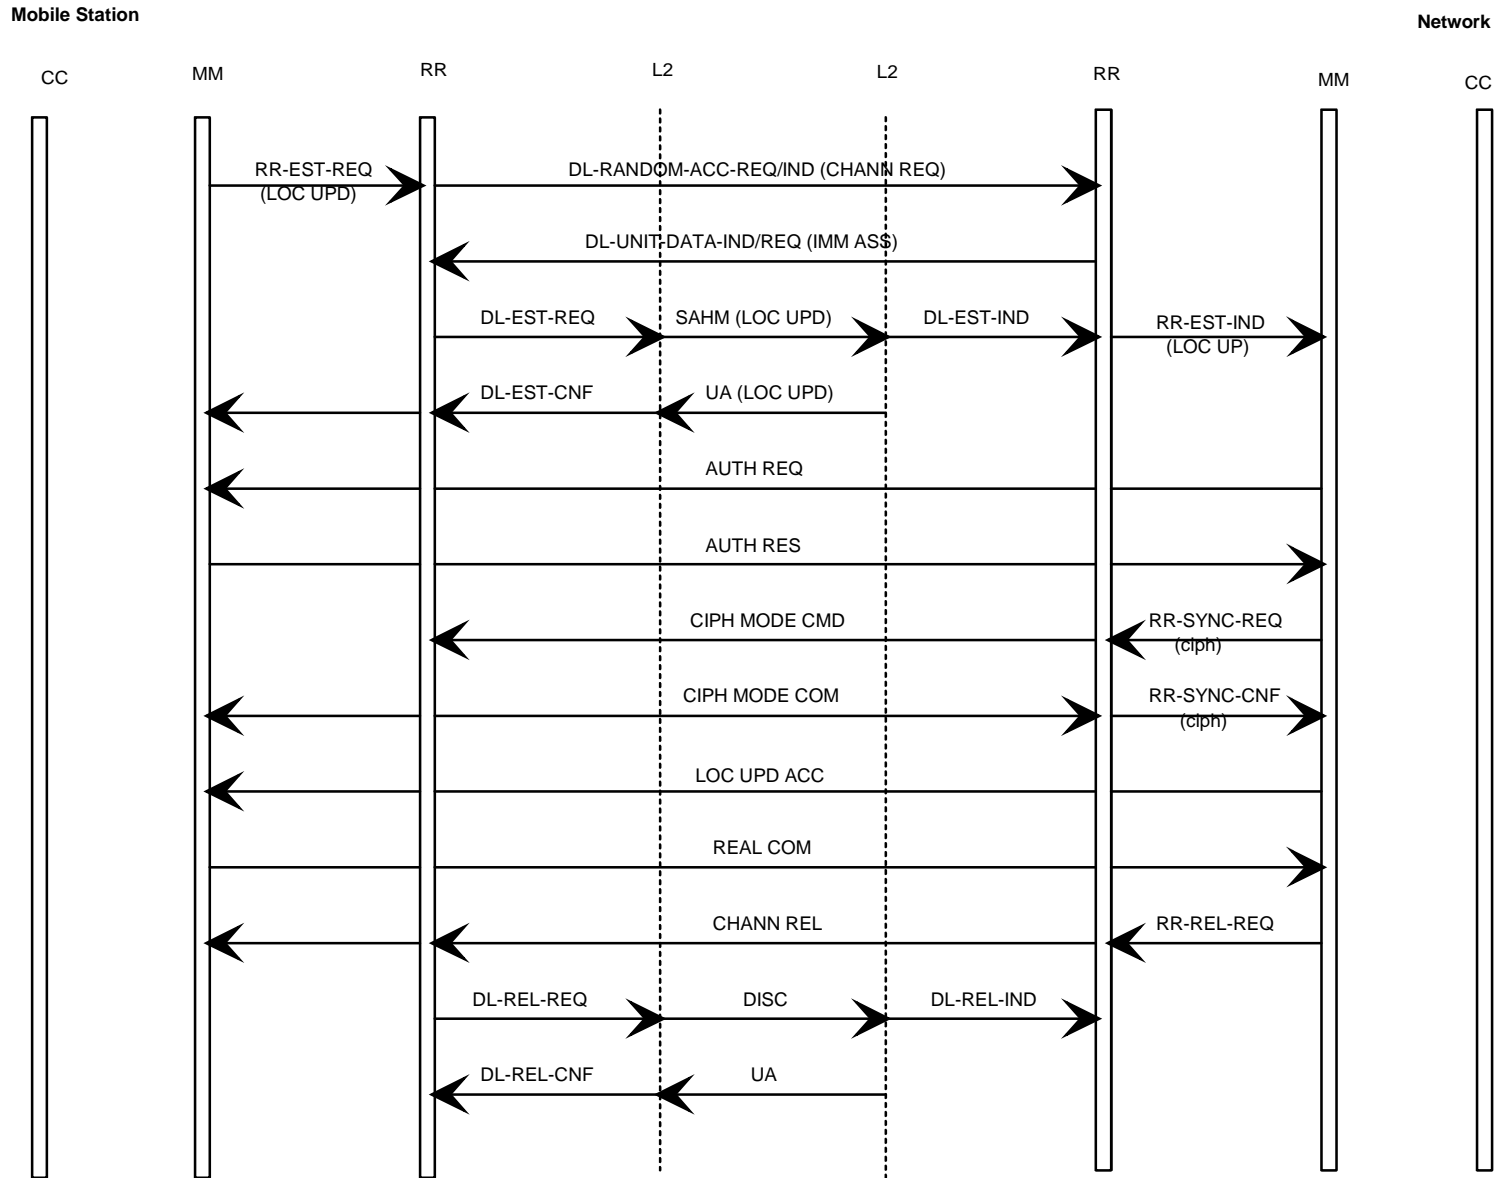 Mobile Station
Network
CC
MM
RR
L2
L2
RR
MM
CC
RR-EST-REQ
(LOC UPD)
DL-RANDOM-ACC-REQ/IND (CHANN REQ)
DL-UNIT-DATA-IND/REQ (IMM ASS)
DL-EST-REQ
SAHM (LOC UPD)
DL-EST-IND
RR-EST-IND
(LOC UP)
DL-EST-CNF
UA (LOC UPD)
AUTH REQ
AUTH RES
CIPH MODE CMD
RR-SYNC-REQ
(ciph)
CIPH MODE COM
RR-SYNC-CNF
(ciph)
LOC UPD ACC
REAL COM
CHANN REL
RR-REL-REQ
DL-REL-REQ
DISC
DL-REL-IND
DL-REL-CNF
UA